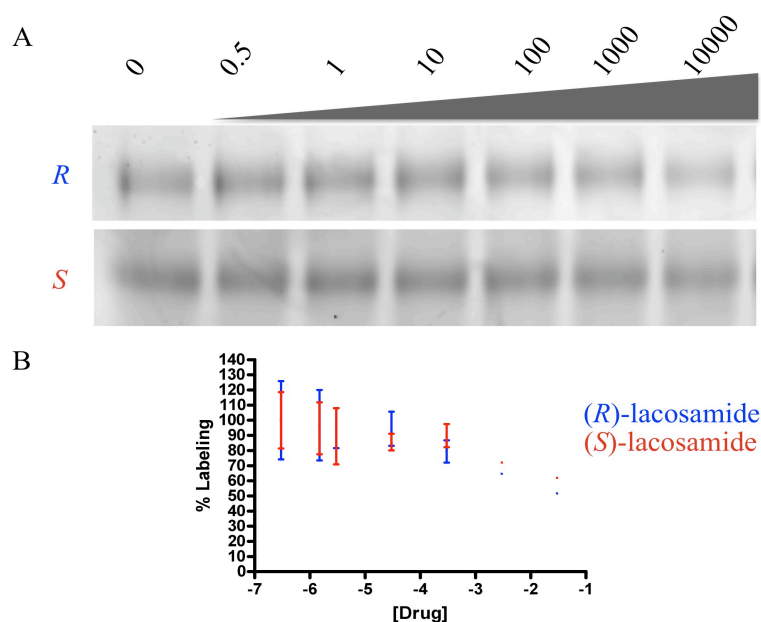 A
0 0.5 1 10 100 1000 10000
R
S
B
140
130
120
110
100
90
80
70
60
50
40
30
20
10
0
% Labeling
-7 -6 -5 -4 -3 -2 -1
[Drug]
(R)-lacosamide
(S)-lacosamide